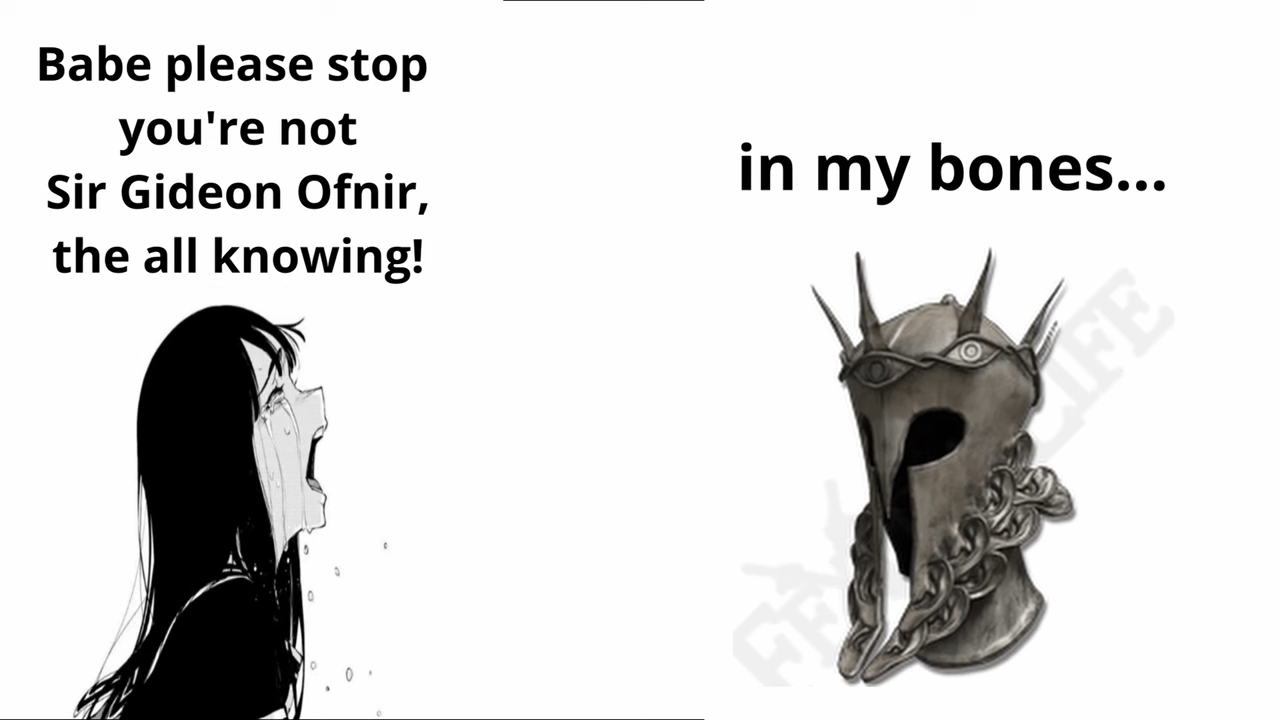 Babe please stop
you're not
Sir Gideon Ofnir,
the all knowing!
in my bones...